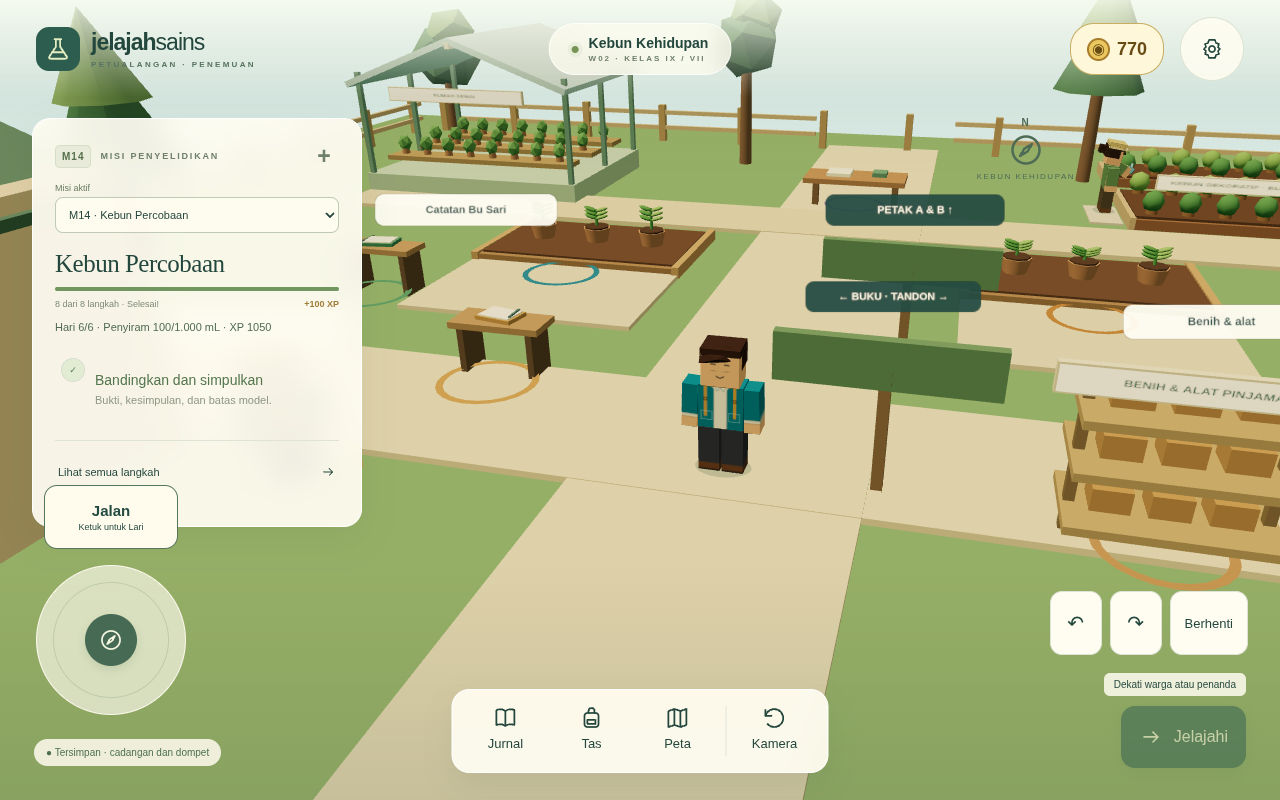 jelajahsains
PETUALANGAN · PENEMUAN
Kebun Kehidupan
W02 · KELAS IX / VII
770
M14 MISI PENYELIDIKAN
Misi aktif
M14 · Kebun Percobaan
Kebun Percobaan
8 dari 8 langkah · Selesai!
+100 XP
Hari 6/6 · Penyiram 100/1.000 mL · XP 1050
✓
Bandingkan dan simpulkan
Bukti, kesimpulan, dan batas model.
Lihat semua langkah →
Jalan
Ketuk untuk Lari
N
KEBUN KEHIDUPAN
Catatan Bu Sari
PETAK A & B ↑
← BUKU · TANDON →
Benih & alat
BENIH & ALAT PINJAMA
↶
↷
Berhenti
Dekati warga atau penanda
→ Jelajahi
Jurnal
Tas
Peta
Kamera
● Tersimpan · cadangan dan dompet